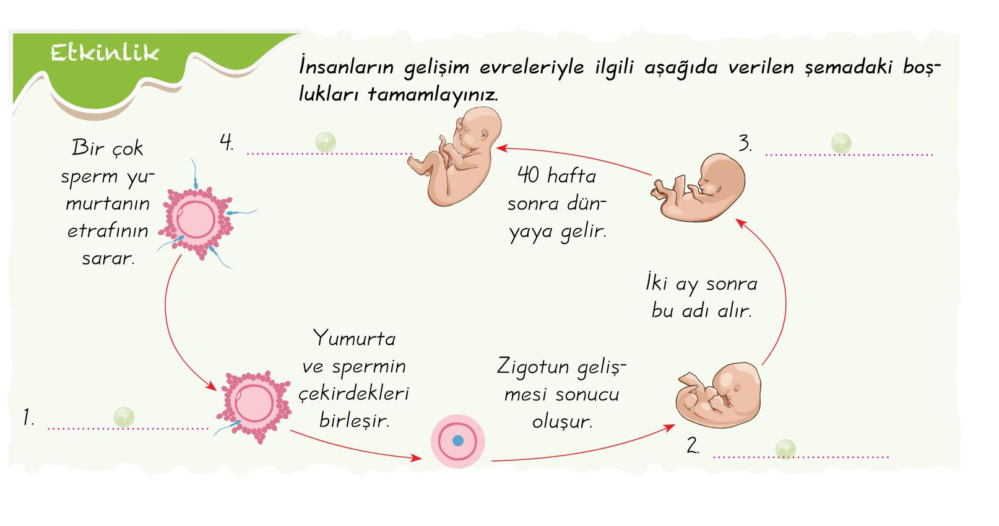 Etkinlik
İnsanların gelişim evreleriyle ilgili aşağıda verilen şemadaki boş-
lukları tamamlayınız.
Bir çok
sperm yu-
murtanın
etrafının
sarar.
4. ?
3. ?
40 hafta
sonra dün-
yaya gelir.
İki ay sonra
bu adı alır.
Yumurta
ve spermin
çekirdekleri
birleşir.
Zigotun geliş-
mesi sonucu
oluşur.
1. ?
2. ?